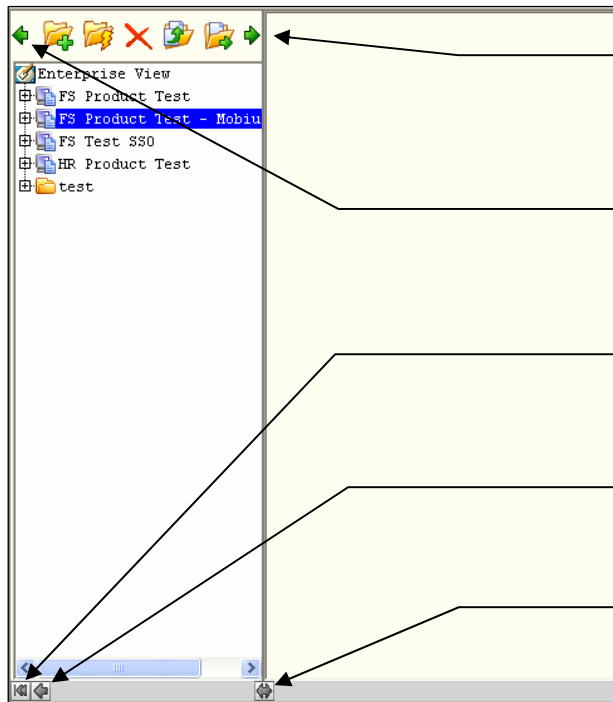 Enterprise View
FS Product Test
FS Product Test - Mobiu
FS Test SSO
HR Product Test
test